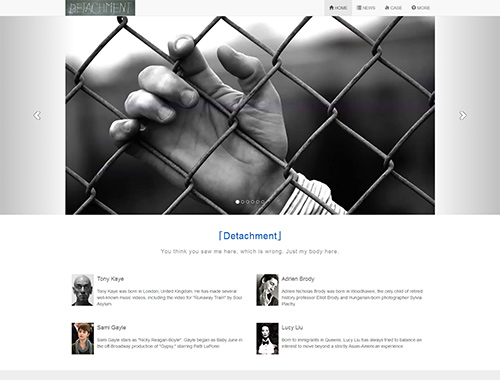 DETACHMENT
HOME NEWS CASE MORE
「Detachment」
You think you saw me here, which is wrong. Just my body here.
Tony Kaye
Tony Kaye was born in London, United Kingdom. He has made several
well-known music videos, including the video for "Runaway Train" by Soul
Asylum.
Adrien Brody
Adrien Nicholas Brody was born in Woodhaven, the only child of retired
history professor Elliot Brody and Hungarian-born photographer Sylvia
Plachy.
Sami Gayle
Sami Gayle stars as "Nicky Reagan-Boyle". Gayle began as Baby June in
the off-Broadway production of "Gypsy," starring Patti LuPone.
Lucy Liu
Born to immigrants in Queens, Lucy Liu has always tried to balance an
interest to move beyond a strictly Asian-American experience.